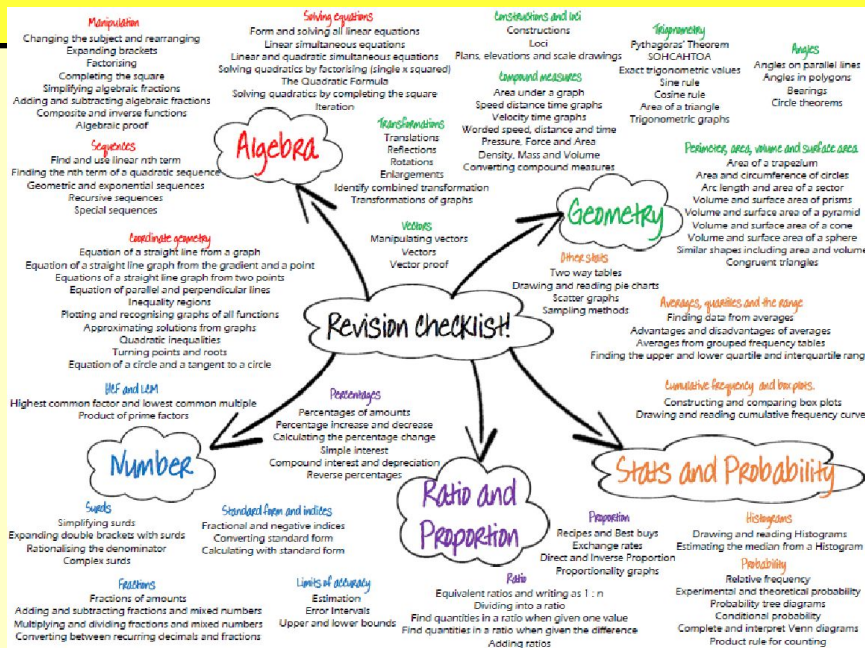 Manipulation
Changing the subject and rearranging
Expanding brackets
Factorising
Completing the square
Simplifying algebraic fractions
Adding and subtracting algebraic fractions
Composite and inverse functions
Algebraic proof
Sequences
Find and use linear nth term
Finding the nth term of a quadratic sequence
Geometric and exponential sequences
Recursive sequences
Special sequences
Solving equations
Form and solving all linear equations
Linear simultaneous equations
Linear and quadratic simultaneous equations
Solving quadratics by factorising (single x squared)
The Quadratic Formula
Solving quadratics by completing the square
Iteration
Algebra
Coordinate geometry
Equation of a straight line from a graph
Equation of a straight line graph from the gradient and a point
Equations of a straight line graph from two points
Equation of parallel and perpendicular lines
Inequality regions
Plotting and recognising graphs of all functions
Approximating solutions from graphs
Quadratic inequalities
Turning points and roots
Equation of a circle and a tangent to a circle
Transformations
Translations
Reflections
Rotations
Enlargements
Identify combined transformation
Transformations of graphs
Vectors
Manipulating vectors
Vectors
Vector proof
Constructions and loci
Constructions
Loci
Plans, elevations and scale drawings
Compound measures
Area under a graph
Speed distance time graphs
Velocity time graphs
Worded speed, distance and time
Pressure, Force and Area
Density, Mass and Volume
Converting compound measures
Trigonometry
Pythagoras' Theorem
SOHCAHTOA
Exact trigonometric values
Sine rule
Cosine rule
Area of a triangle
Trigonometric graphs
Angles
Angles on parallel lines
Angles in polygons
Bearings
Circle theorems
Perimeter, area, volume and surface area
Area of a trapezium
Area and circumference of circles
Arc length and area of a sector
Volume and surface area of prisms
Volume and surface area of a pyramid
Volume and surface area of a cone
Volume and surface area of a sphere
Similar shapes including area and volume
Congruent triangles
Geometry
Revision Checklist!
Other stats
Two way tables
Drawing and reading pie charts
Scatter graphs
Sampling methods
Averages, quartiles and the range
Finding data from averages
Advantages and disadvantages of averages
Averages from grouped frequency tables
Finding the upper and lower quartile and interquartile rang
Cumulative frequency and box plots.
Constructing and comparing box plots
Drawing and reading cumulative frequency curve
Stats and Probability
Histograms
Drawing and reading Histograms
Estimating the median from a Histogram
Probability
Relative frequency
Experimental and theoretical probability
Probability tree diagrams
Conditional probability
Complete and interpret Venn diagrams
Product rule for counting
HCF and LCM
Highest common factor and lowest common multiple
Product of prime factors
Number
Percentages
Percentages of amounts
Percentage increase and decrease
Calculating the percentage change
Simple interest
Compound interest and depreciation
Reverse percentages
Surds
Simplifying surds
Expanding double brackets with surds
Rationalising the denominator
Complex surds
Standard form and indices
Fractional and negative indices
Converting standard form
Calculating with standard form
Fractions
Fractions of amounts
Adding and subtracting fractions and mixed numbers
Multiplying and dividing fractions and mixed numbers
Converting between recurring decimals and fractions
Limits of accuracy
Estimation
Error Intervals
Upper and lower bounds
Ratio and
Proportion
Proportion
Recipes and Best buys
Exchange rates
Direct and Inverse Proportion
Proportionality graphs
Ratio
Equivalent ratios and writing as 1 : n
Dividing into a ratio
Find quantities in a ratio when given one value
Find quantities in a ratio when given the difference
Adding ratios